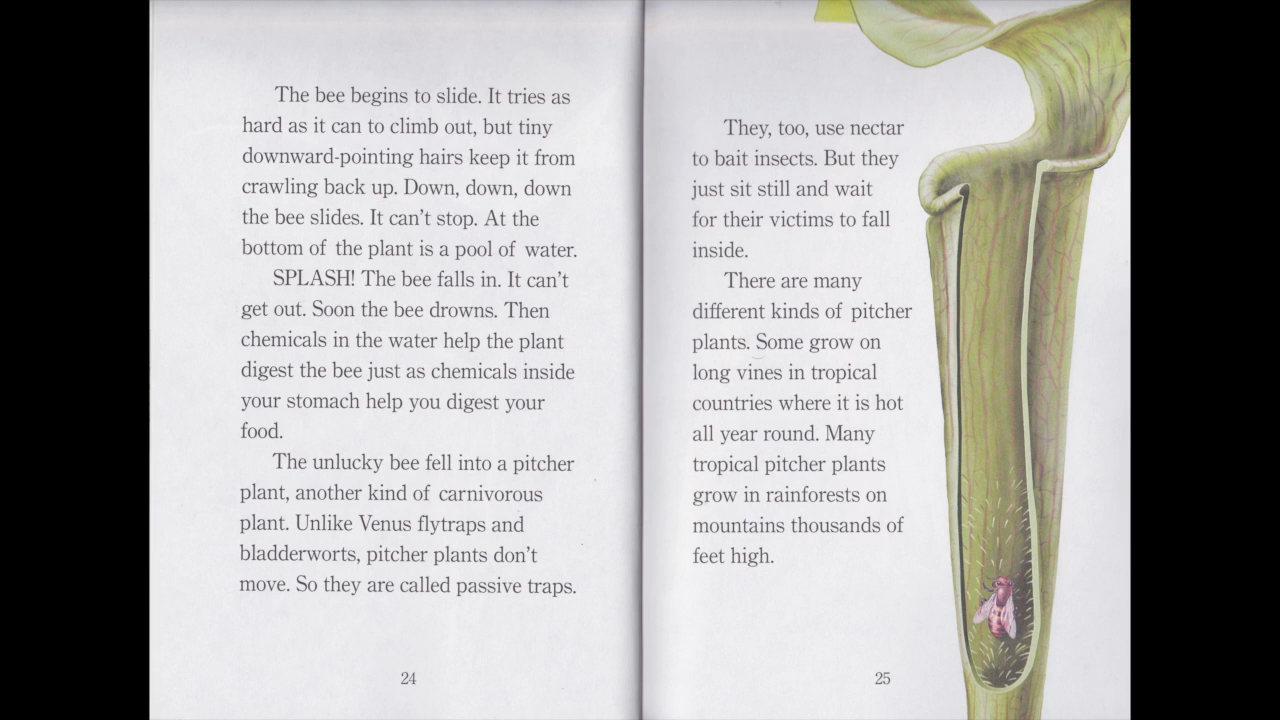 The bee begins to slide. It tries as
hard as it can to climb out, but tiny
downward-pointing hairs keep it from
crawling back up. Down, down, down
the bee slides. It can't stop. At the
bottom of the plant is a pool of water.
SPLASH! The bee falls in. It can't
get out. Soon the bee drowns. Then
chemicals in the water help the plant
digest the bee just as chemicals inside
your stomach help you digest your
food.
The unlucky bee fell into a pitcher
plant, another kind of carnivorous
plant. Unlike Venus flytraps and
bladderworts, pitcher plants don't
move. So they are called passive traps.
24
They, too, use nectar
to bait insects. But they
just sit still and wait
for their victims to fall
inside.
There are many
different kinds of pitcher
plants. Some grow on
long vines in tropical
countries where it is hot
all year round. Many
tropical pitcher plants
grow in rainforests on
mountains thousands of
feet high.
25